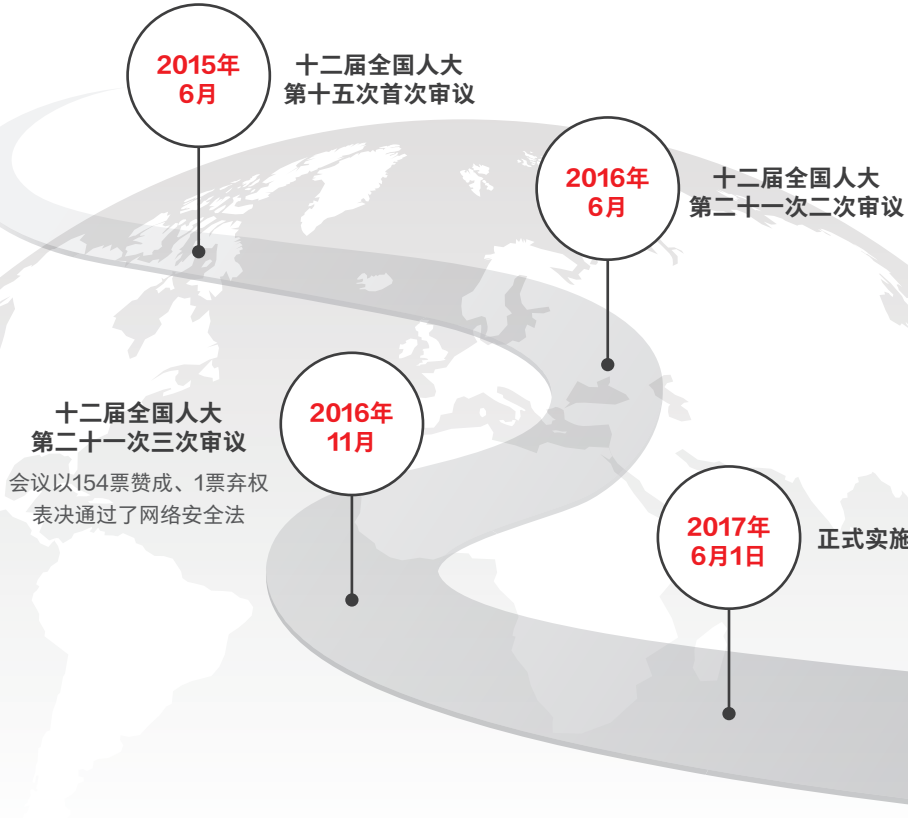 2015年
6月
十二届全国人大
第十五次首次审议
2016年
6月
十二届全国人大
第二十一次二次审议
十二届全国人大
第二十一次三次审议
会议以154票赞成、1票弃权
表决通过了网络安全法
2016年
11月
2017年
6月1日
正式实施